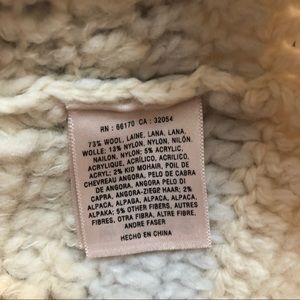 RN : 66170 CA : 32054
73% WOOL, LAINE, LANA, LANA,
WOLLE: 13% NYLON, NYLON, NILÓN,
NAILON, NYLON; 5% ACRYLIC,
ACRYLIQUE, ACRÍLICO, ACRILICO,
ACRYL: 2% KID MOHAIR, POIL DE
CHEVREAU ANGORA, PELO DE CABRA
DE ANGORA, PELO DI CAPRA
CAPRA, ANGORA-ZIEGE HAAR; 2%
ALPACA, ALPAGA, ALPACA, ALPACA,
ALPAKA; 5% OTHER FIBERS, AUTRES
FIBRES, OTRA FIBRA, ALTRE FIBRE,
ANDRE FASER
HECHO EN CHINA